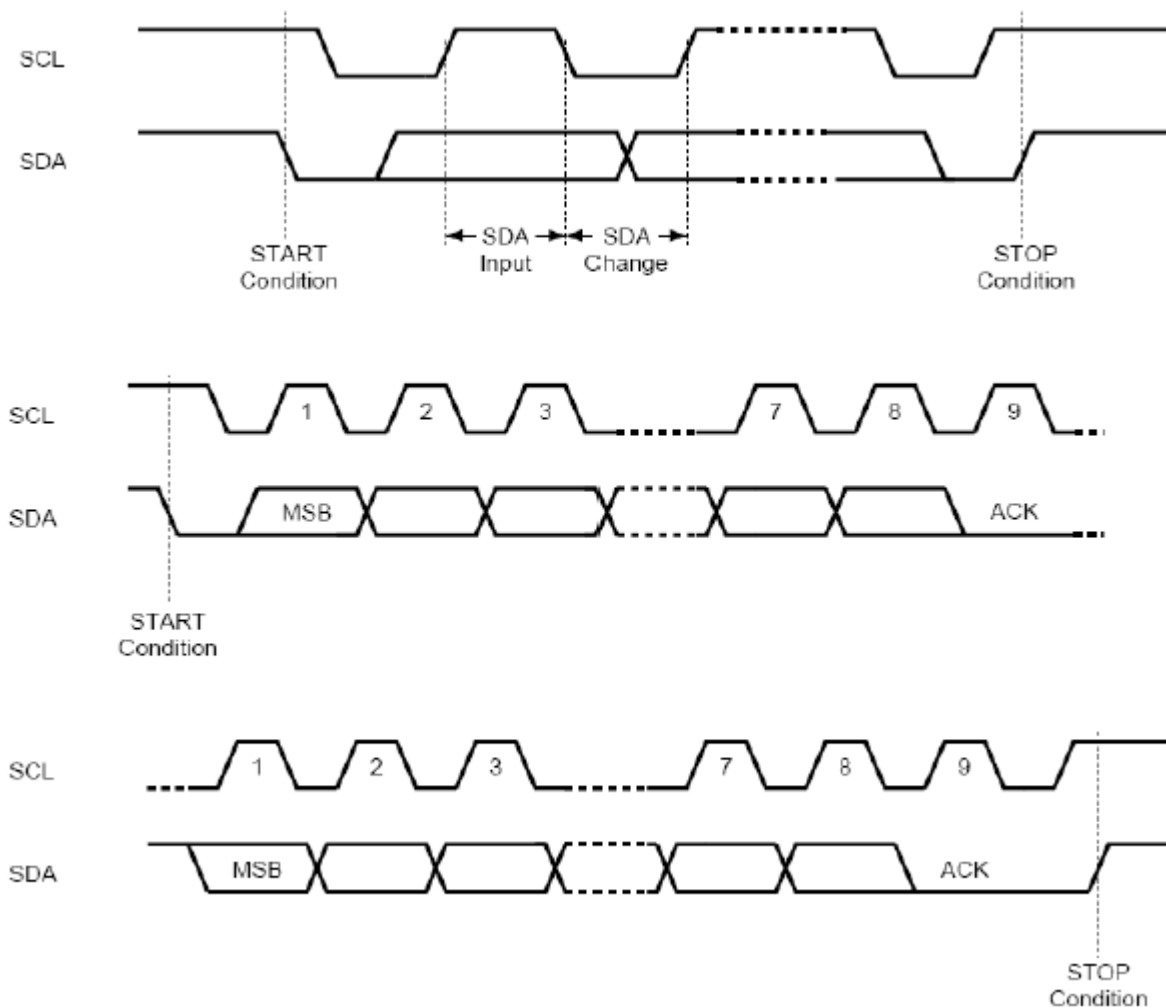 SCL
SDA
START
Condition
SDA
Input
SDA
Change
STOP
Condition
SCL
1 2 3 7 8 9
SDA
MSB ACK
START
Condition
SCL
1 2 3 7 8 9
SDA
MSB ACK
STOP
Condition